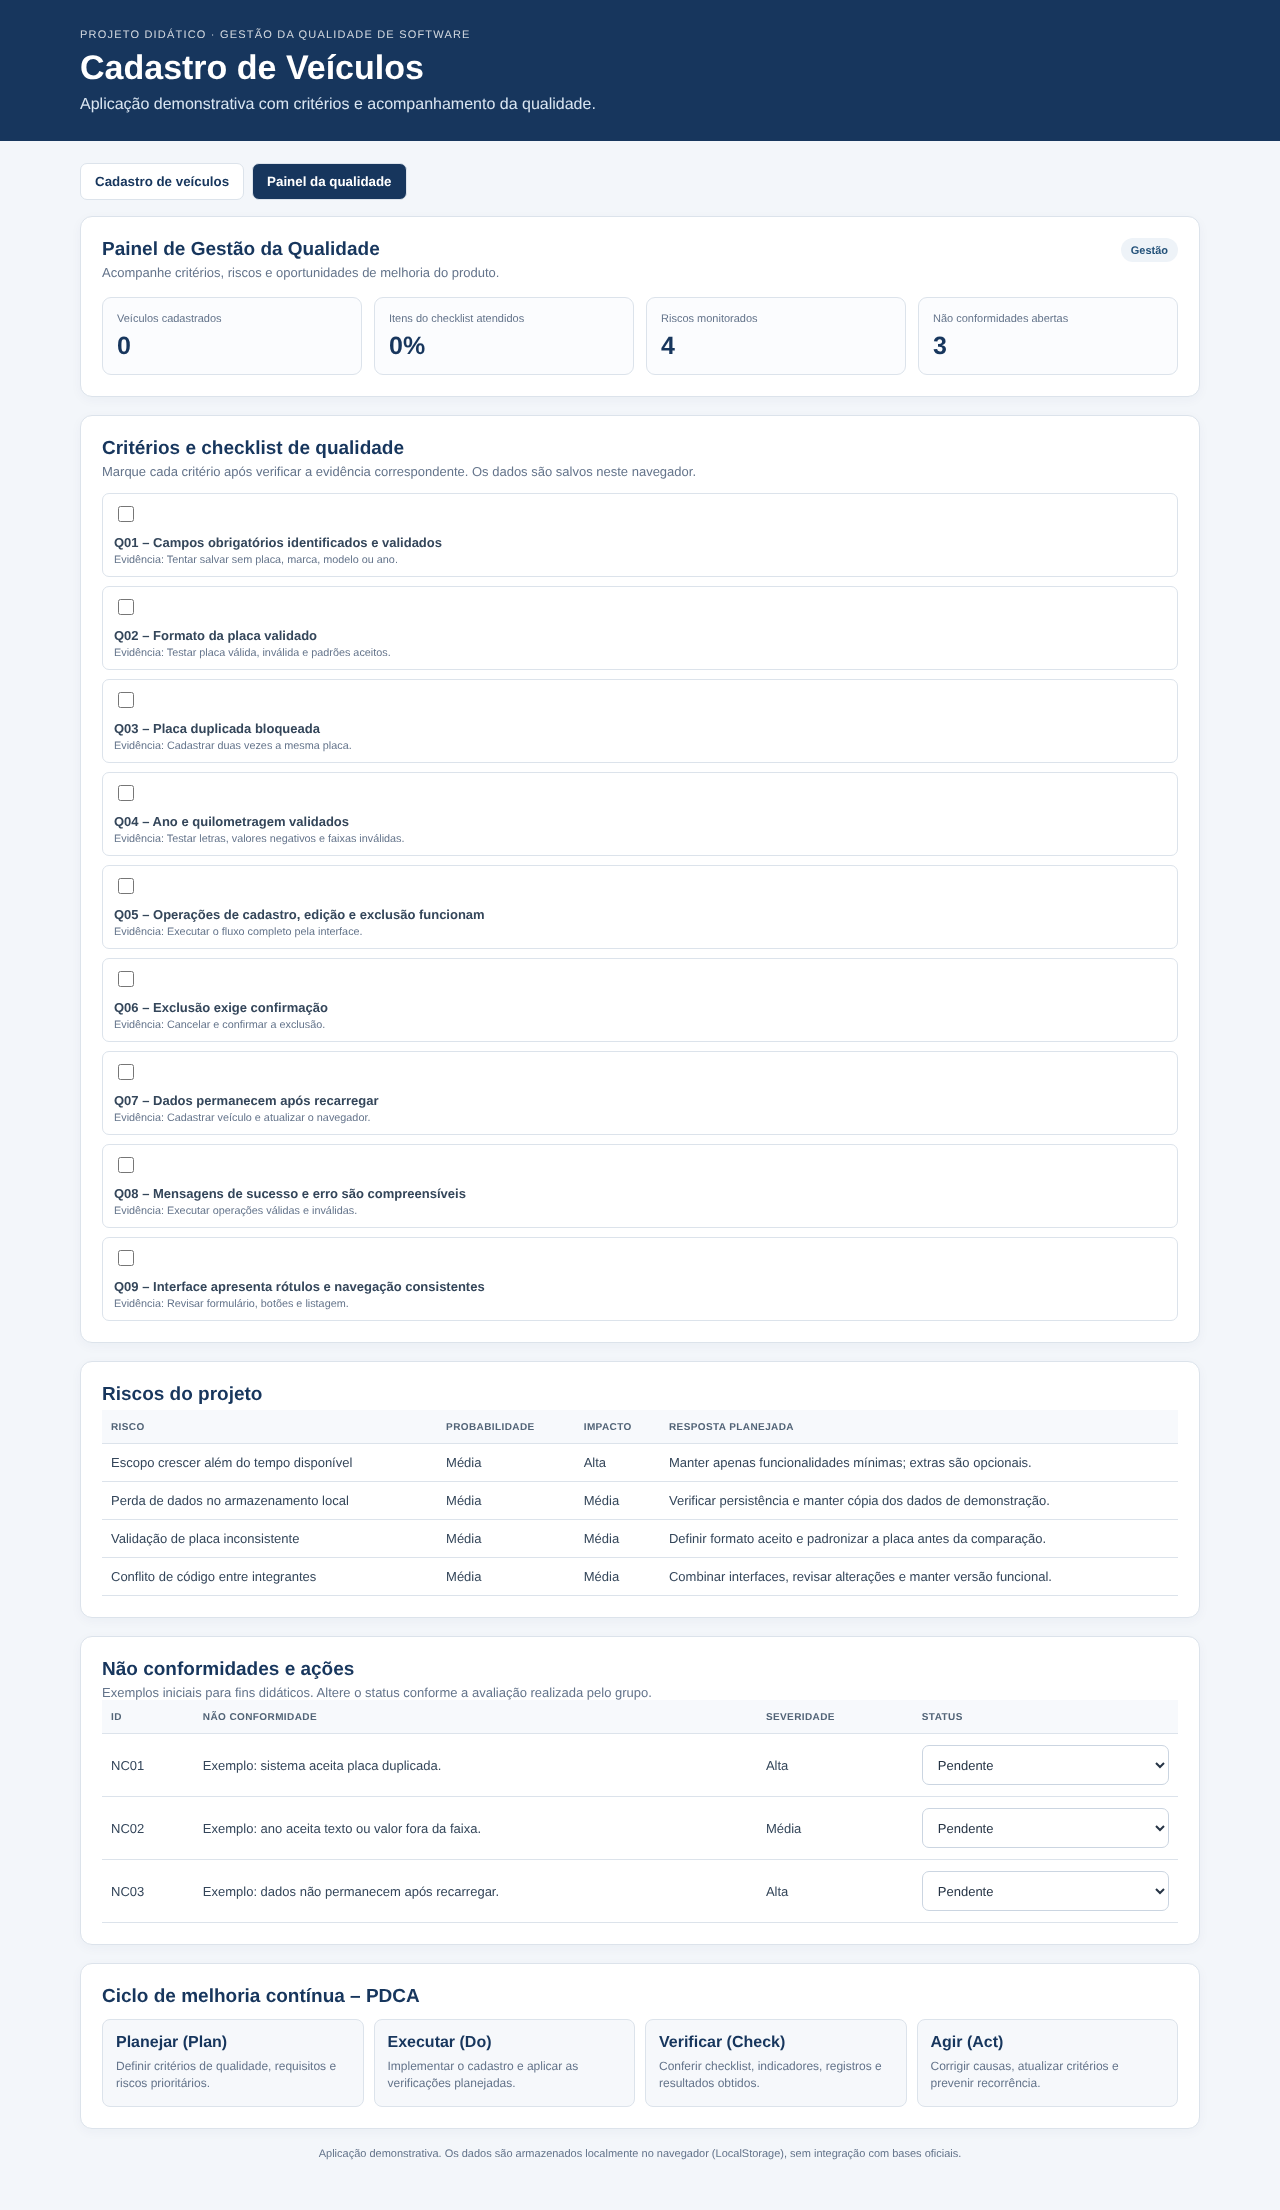 PROJETO DIDÁTICO · GESTÃO DA QUALIDADE DE SOFTWARE
Cadastro de Veículos
Aplicação demonstrativa com critérios e acompanhamento da qualidade.
Cadastro de veículos
Painel da qualidade
Painel de Gestão da Qualidade
Gestão
Acompanhe critérios, riscos e oportunidades de melhoria do produto.
Veículos cadastrados
0
Itens do checklist atendidos
0%
Riscos monitorados
4
Não conformidades abertas
3
Critérios e checklist de qualidade
Marque cada critério após verificar a evidência correspondente. Os dados são salvos neste navegador.
Q01 – Campos obrigatórios identificados e validados
Evidência: Tentar salvar sem placa, marca, modelo ou ano.
Q02 – Formato da placa validado
Evidência: Testar placa válida, inválida e padrões aceitos.
Q03 – Placa duplicada bloqueada
Evidência: Cadastrar duas vezes a mesma placa.
Q04 – Ano e quilometragem validados
Evidência: Testar letras, valores negativos e faixas inválidas.
Q05 – Operações de cadastro, edição e exclusão funcionam
Evidência: Executar o fluxo completo pela interface.
Q06 – Exclusão exige confirmação
Evidência: Cancelar e confirmar a exclusão.
Q07 – Dados permanecem após recarregar
Evidência: Cadastrar veículo e atualizar o navegador.
Q08 – Mensagens de sucesso e erro são compreensíveis
Evidência: Executar operações válidas e inválidas.
Q09 – Interface apresenta rótulos e navegação consistentes
Evidência: Revisar formulário, botões e listagem.
Riscos do projeto
RISCO PROBABILIDADE IMPACTO RESPOSTA PLANEJADA
Escopo crescer além do tempo disponível Média Alta Manter apenas funcionalidades mínimas; extras são opcionais.
Perda de dados no armazenamento local Média Média Verificar persistência e manter cópia dos dados de demonstração.
Validação de placa inconsistente Média Média Definir formato aceito e padronizar a placa antes da comparação.
Conflito de código entre integrantes Média Média Combinar interfaces, revisar alterações e manter versão funcional.
Não conformidades e ações
Exemplos iniciais para fins didáticos. Altere o status conforme a avaliação realizada pelo grupo.
ID NÃO CONFORMIDADE SEVERIDADE STATUS
NC01 Exemplo: sistema aceita placa duplicada. Alta Pendente
NC02 Exemplo: ano aceita texto ou valor fora da faixa. Média Pendente
NC03 Exemplo: dados não permanecem após recarregar. Alta Pendente
Ciclo de melhoria contínua – PDCA
Planejar (Plan)
Definir critérios de qualidade, requisitos e
riscos prioritários.
Executar (Do)
Implementar o cadastro e aplicar as
verificações planejadas.
Verificar (Check)
Conferir checklist, indicadores, registros e
resultados obtidos.
Agir (Act)
Corrigir causas, atualizar critérios e
prevenir recorrência.
Aplicação demonstrativa. Os dados são armazenados localmente no navegador (LocalStorage), sem integração com bases oficiais.